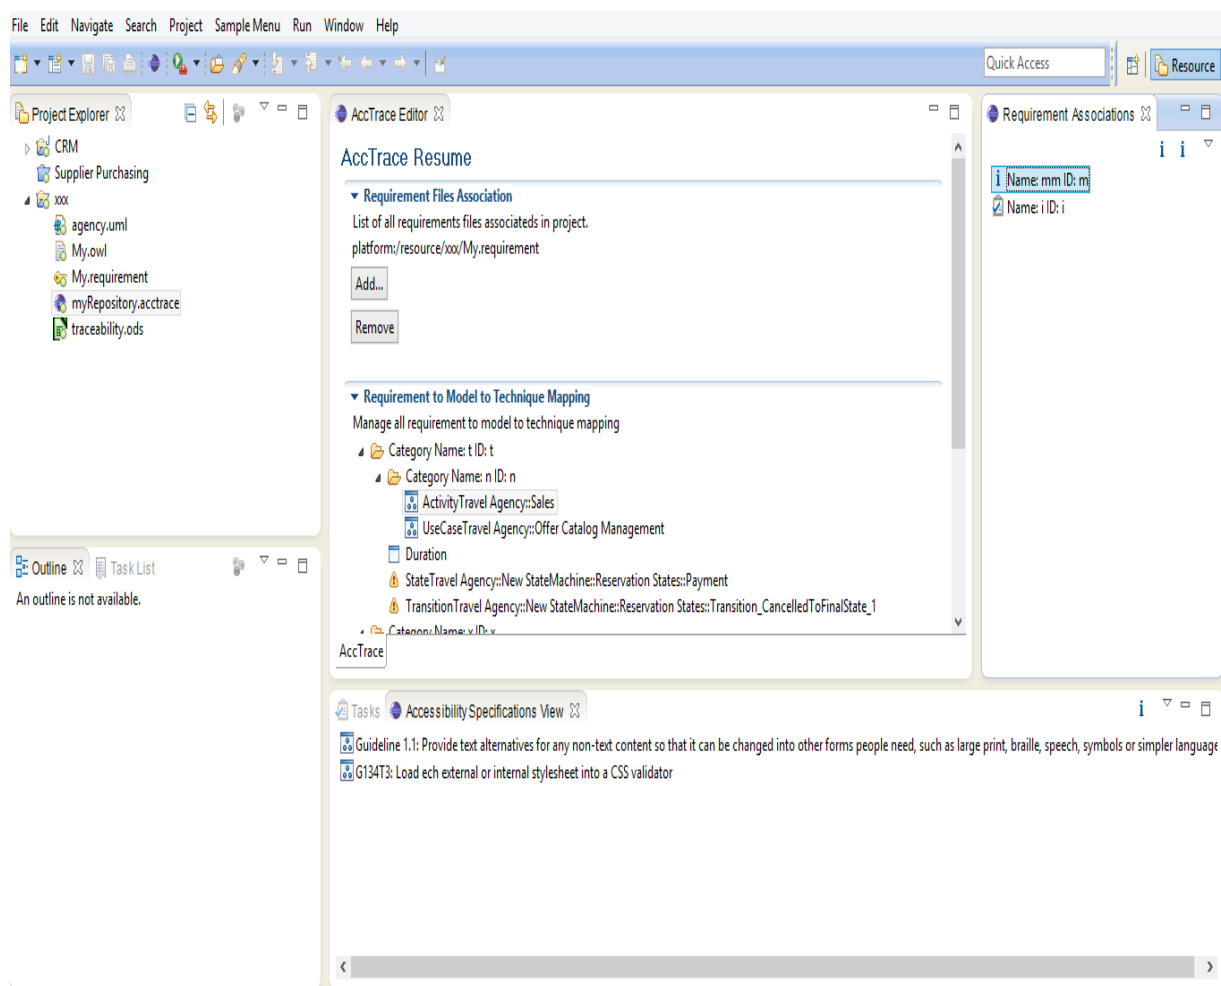 File Edit Navigate Search Project Sample Menu Run Window Help
Quick Access
Resource
Project Explorer
CRM
Supplier Purchasing
xxx
agency.uml
My.owl
My.requirement
myRepository.acctrace
traceability.ods
Outline Task List
An outline is not available.
AccTrace Editor
AccTrace Resume
Requirement Files Association
List of all requirements files associateds in project.
platform:/resource/xxx/My.requirement
Add...
Remove
Requirement to Model to Technique Mapping
Manage all requirement to model to technique mapping
Category Name: t ID: t
Category Name: n ID: n
ActivityTravel Agency::Sales
UseCaseTravel Agency::Offer Catalog Management
Duration
StateTravel Agency::New StateMachine::Reservation States::Payment
TransitionTravel Agency::New StateMachine::Reservation States::Transition_CancelledToFinalState_1
Category Name: x ID: x
AccTrace
Requirement Associations
Name: mm ID: m
Name: i ID: i
Tasks Accessibility Specifications View
Guideline 1.1: Provide text alternatives for any non-text content so that it can be changed into other forms people need, such as large print, braille, speech, symbols or simpler language
G134T3: Load ech external or internal stylesheet into a CSS validator